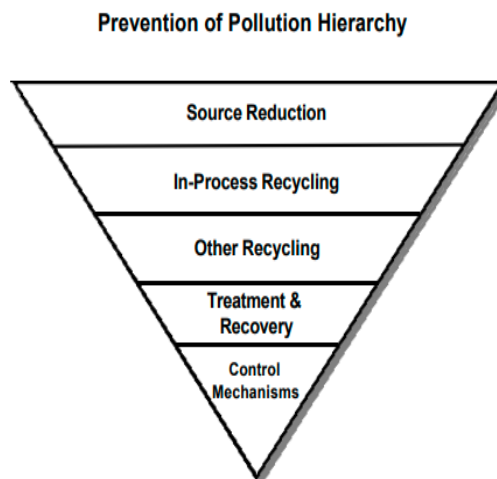 Prevention of Pollution Hierarchy
Source Reduction
In-Process Recycling
Other Recycling
Treatment &
Recovery
Control
Mechanisms